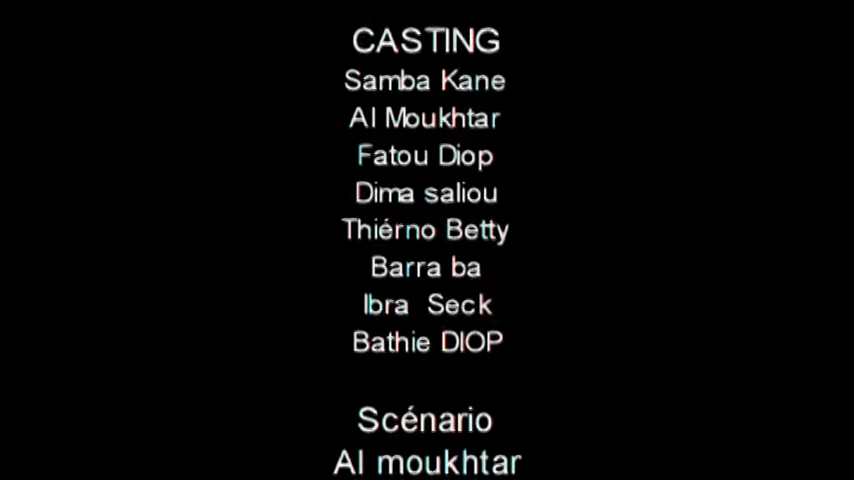 CASTING
Samba Kane
Al Moukhtar
Fatou Diop
Dima saliou
Thiérno Betty
Barra ba
Ibra Seck
Bathie DIOP
Scénario
Al moukhtar